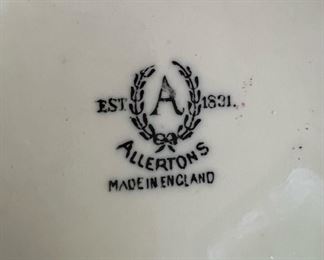 EST. A 1831.
ALLERTONS
MADE IN ENGLAND